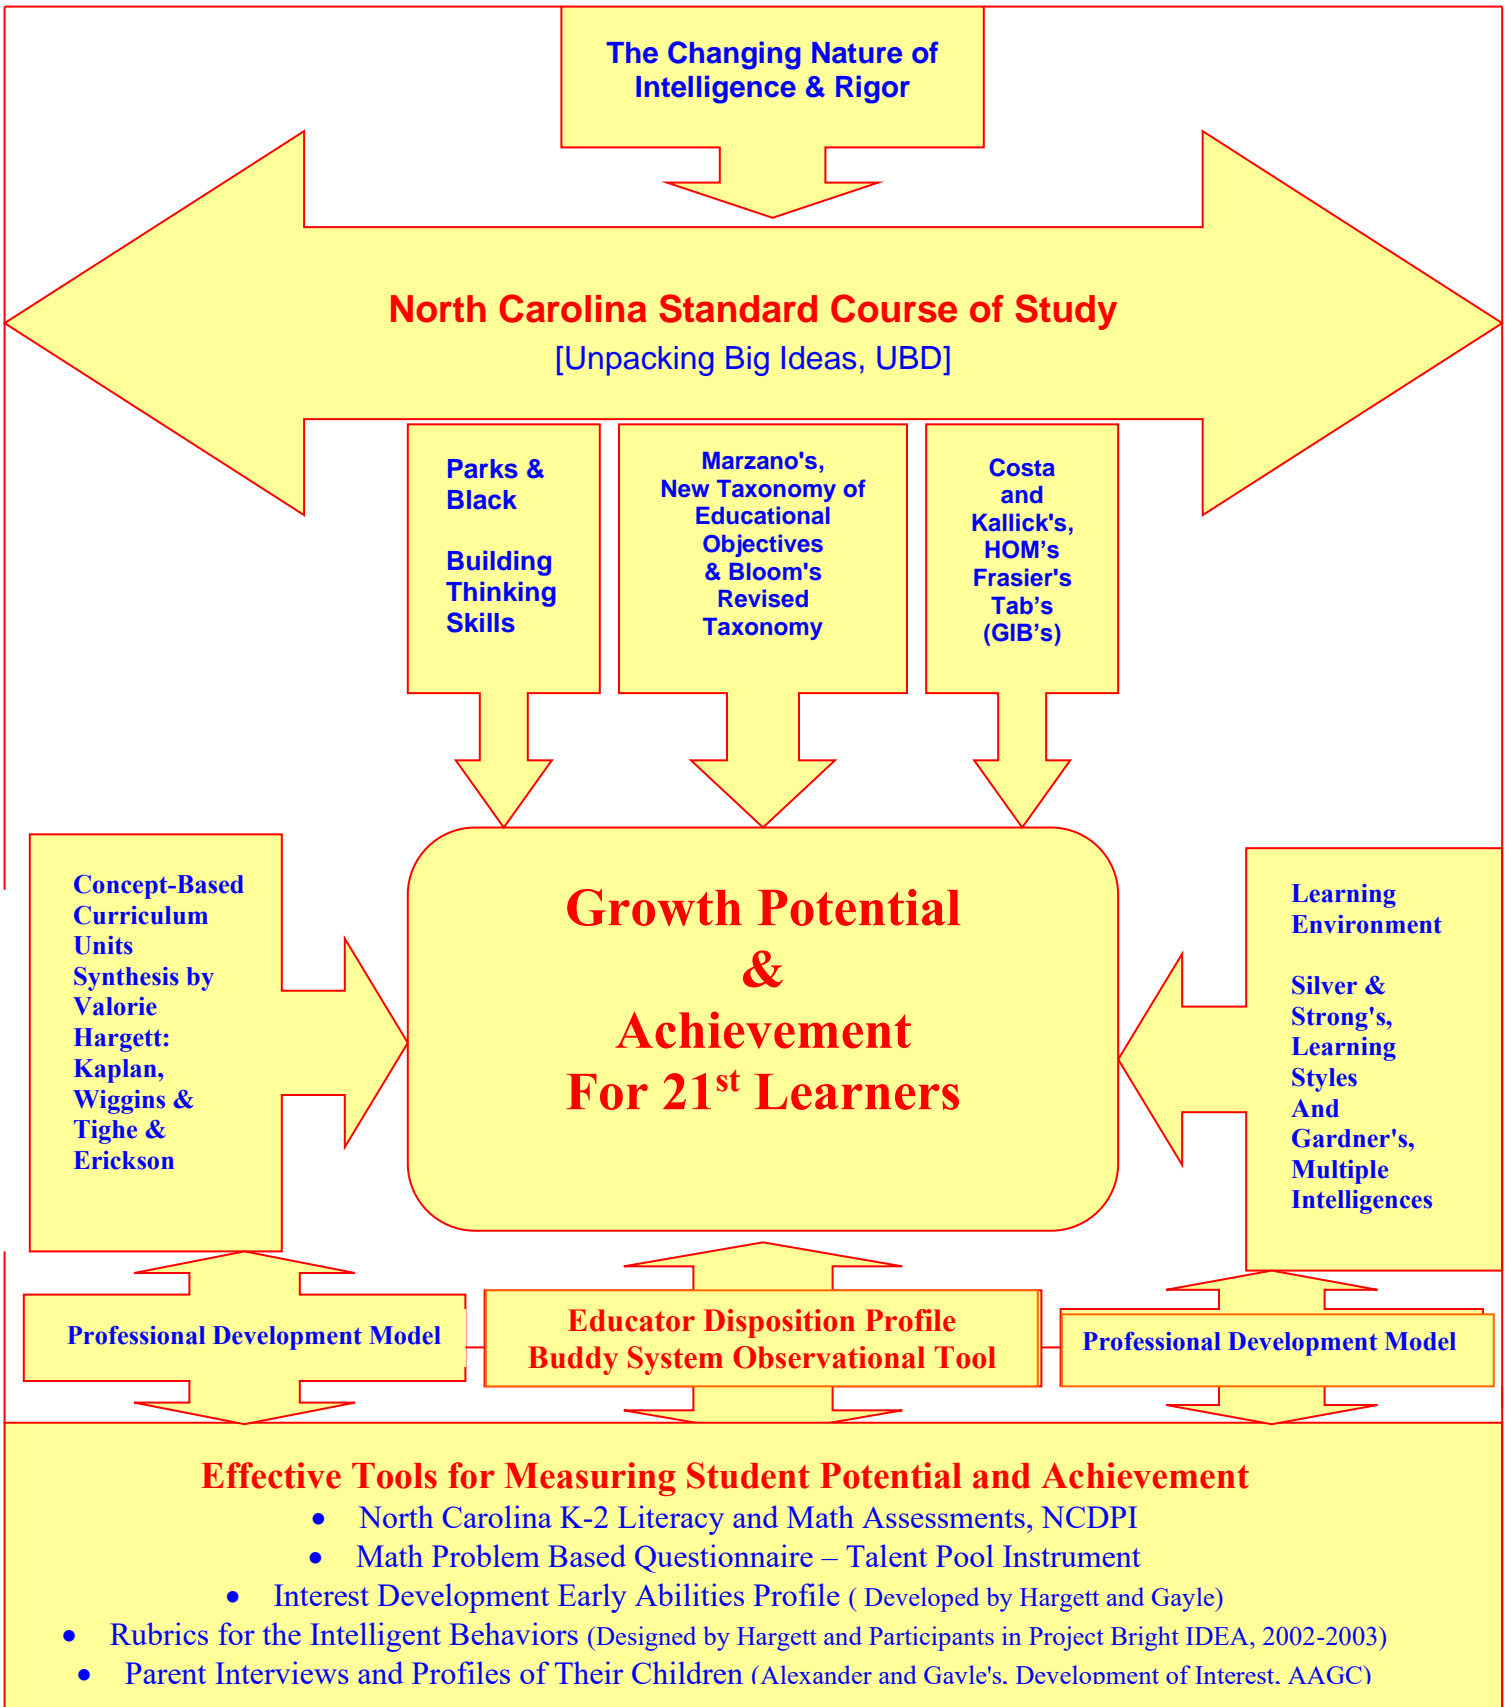 The Changing Nature of
Intelligence & Rigor
North Carolina Standard Course of Study
[Unpacking Big Ideas, UBD]
Parks &
Black
Building
Thinking
Skills
Marzano's,
New Taxonomy of
Educational
Objectives
& Bloom's
Revised
Taxonomy
Costa
and
Kallick's,
HOM’s
Frasier's
Tab’s
(GIB’s)
Concept-Based
Curriculum
Units
Synthesis by
Valorie
Hargett:
Kaplan,
Wiggins &
Tighe &
Erickson
Growth Potential
&
Achievement
For 21st Learners
Learning
Environment
Silver &
Strong's,
Learning
Styles
And
Gardner's,
Multiple
Intelligences
Professional Development Model
Educator Disposition Profile
Buddy System Observational Tool
Professional Development Model
Effective Tools for Measuring Student Potential and Achievement
• North Carolina K-2 Literacy and Math Assessments, NCDPI
• Math Problem Based Questionnaire – Talent Pool Instrument
• Interest Development Early Abilities Profile ( Developed by Hargett and Gayle)
• Rubrics for the Intelligent Behaviors (Designed by Hargett and Participants in Project Bright IDEA, 2002-2003)
• Parent Interviews and Profiles of Their Children (Alexander and Gayle's, Development of Interest, AAGC)